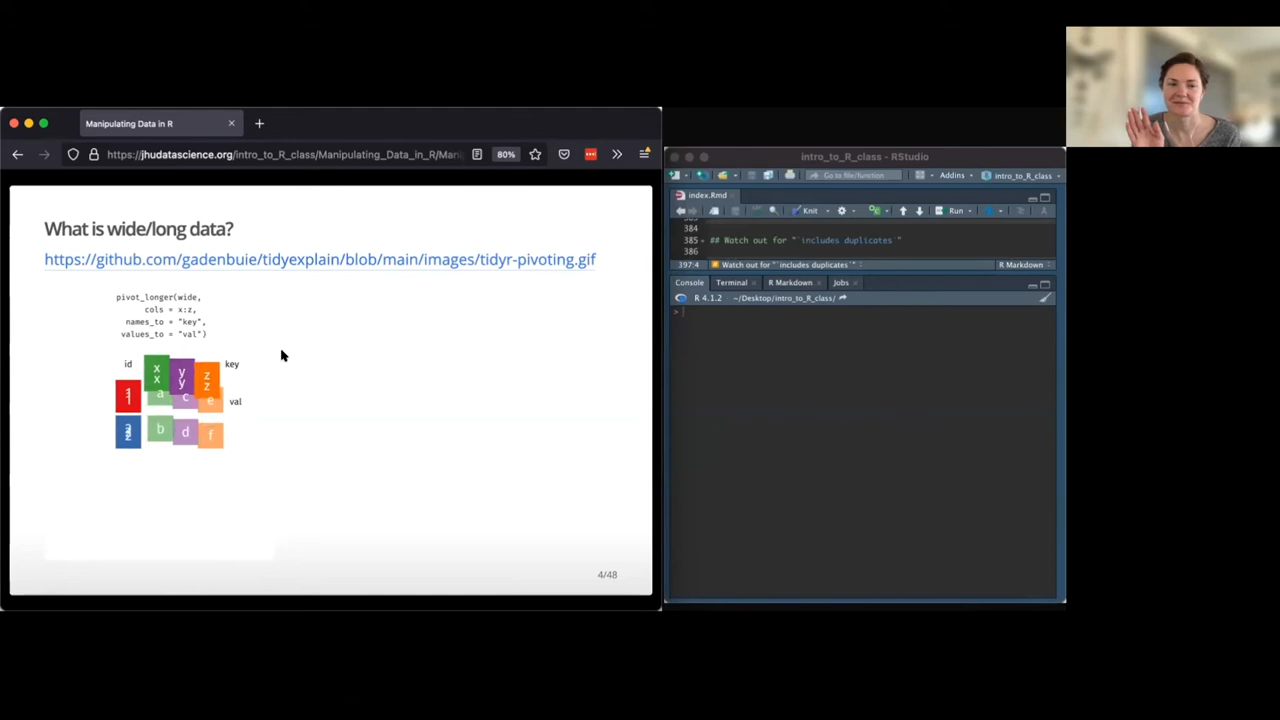 Manipulating Data in R
https://jhudatascience.org/intro_to_R_class/Manipulating_Data_in_R/Man
80%
What is wide/long data?
https://github.com/gadenbuie/tidyexplain/blob/main/images/tidyr-pivoting.gif
pivot_longer(wide,
cols = x:z,
names_to = "key",
values_to = "val")
id x y z key
x y z
1 a c e val
2 b d f
4/48
intro_to_R_class - RStudio
Go to file/function
Addins
intro_to_R_class
index.Rmd
Knit
Run
384
385 ## Watch out for "`includes duplicates`"
386
397:4 Watch out for "`includes duplicates`"
R Markdown
Console Terminal R Markdown Jobs
R 4.1.2 ~/Desktop/intro_to_R_class/
>